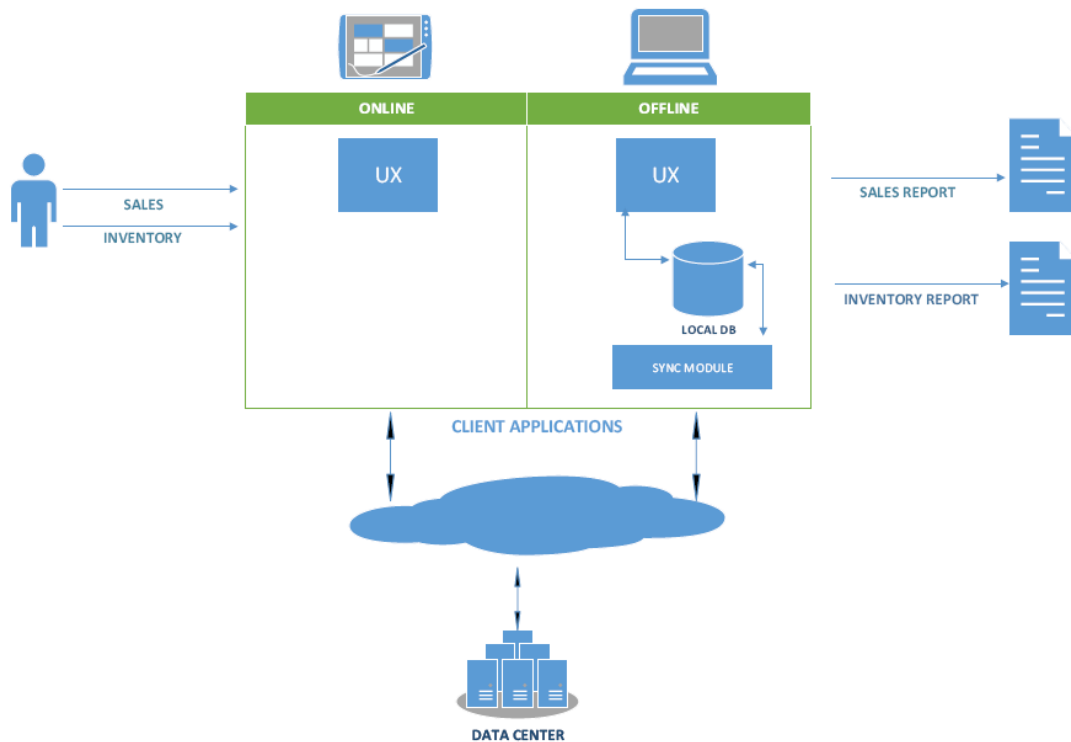 ONLINE
OFFLINE
UX
UX
SALES
INVENTORY
SALES REPORT
INVENTORY REPORT
LOCAL DB
SYNC MODULE
CLIENT APPLICATIONS
DATA CENTER